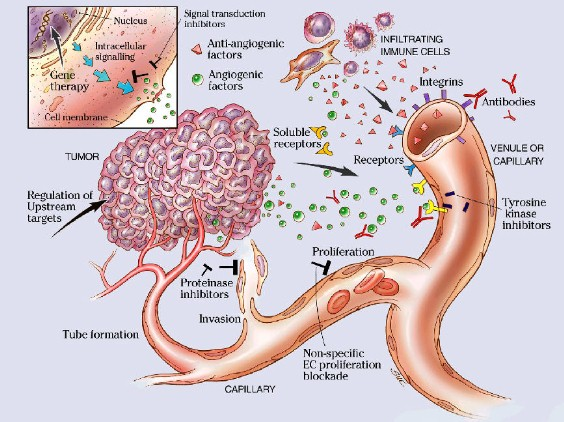 Nucleus
Intracellular
signalling
Gene
therapy
Cell membrane
Signal transduction
inhibitors
Anti-angiogenic
factors
Angiogenic
factors
INFILTRATING
IMMUNE CELLS
Integrins
Antibodies
Soluble
receptors
Receptors
VENULE OR
CAPILLARY
TUMOR
Regulation of
Upstream
targets
Tyrosine
kinase
inhibitors
Proliferation
Proteinase
inhibitors
Invasion
Tube formation
Non-specific
EC proliferation
blockade
CAPILLARY